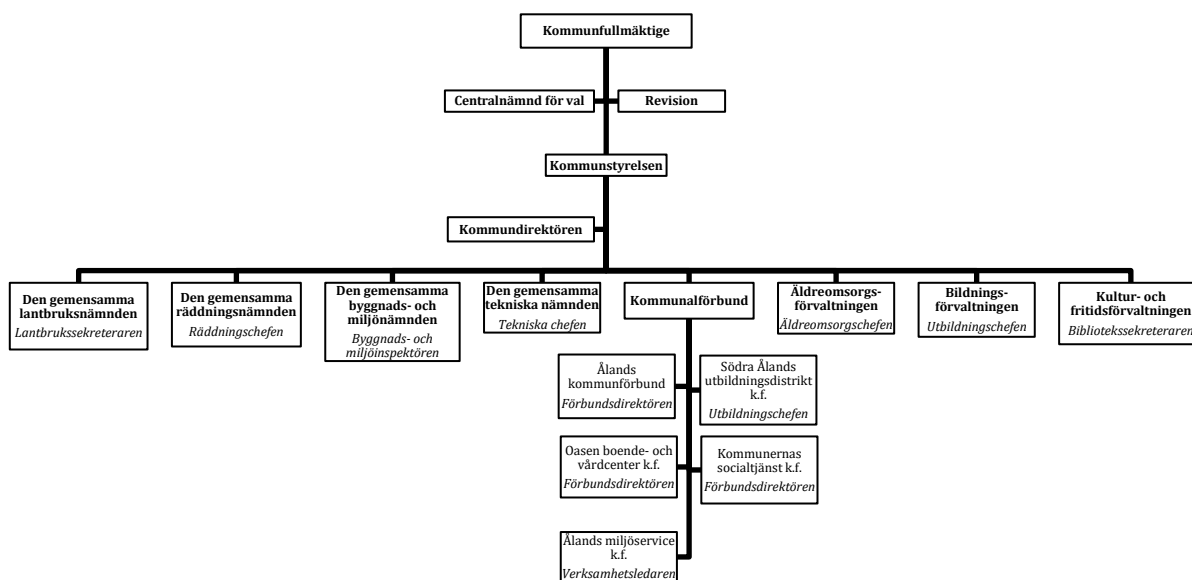 Kommunfullmäktige
Centralnämnd för val
Revision
Kommunstyrelsen
Kommundirektören
Den gemensamma
lantbruksnämnden
Lantbrukssekreteraren
Den gemensamma
räddningsnämnden
Räddningschefen
Den gemensamma
byggnads- och
miljönämnden
Byggnads- och
miljöinspektören
Den gemensamma
tekniska nämnden
Tekniska chefen
Kommunalförbund
Äldreomsorgs-
förvaltningen
Äldreomsorgschefen
Bildnings-
förvaltningen
Utbildningschefen
Kultur- och
fritidsförvaltningen
Bibliotekssekreteraren
Ålands
kommunförbund
Förbundsdirektören
Södra Ålands
utbildningsdistrikt
k.f.
Utbildningschefen
Oasen boende- och
vårdcenter k.f.
Förbundsdirektören
Kommunernas
socialtjänst k.f.
Förbundsdirektören
Ålands miljöservice
k.f.
Verksamhetsledaren